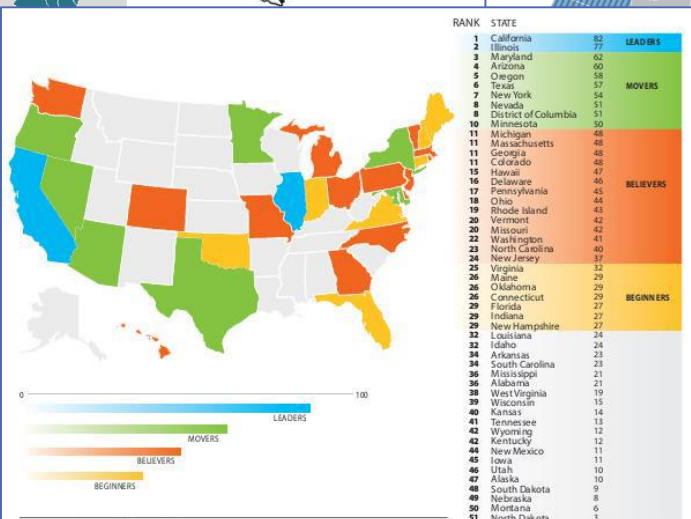 RANK STATE
1 California 82 LEADERS
2 Illinois 77
3 Maryland 62
4 Arizona 60
5 Oregon 58
6 Texas 57 MOVERS
7 New York 54
8 Nevada 51
8 District of Columbia 51
10 Minnesota 50
11 Michigan 48
11 Massachusetts 48
11 Georgia 48
11 Colorado 48
15 Hawaii 47
16 Delaware 46 BELIEVERS
17 Pennsylvania 45
18 Ohio 44
19 Rhode Island 43
20 Vermont 42
20 Missouri 42
22 Washington 41
23 North Carolina 40
24 New Jersey 37
25 Virginia 32
26 Maine 29
26 Oklahoma 29
26 Connecticut 29 BEGINNERS
29 Florida 27
29 Indiana 27
29 New Hampshire 27
32 Louisiana 24
32 Idaho 24
34 Arkansas 23
34 South Carolina 23
36 Mississippi 21
36 Alabama 21
38 West Virginia 19
39 Wisconsin 15
40 Kansas 14
41 Tennessee 13
42 Wyoming 12
42 Kentucky 12
44 New Mexico 11
45 Iowa 11
46 Utah 10
47 Alaska 10
48 South Dakota 9
49 Nebraska 8
50 Montana 6
51 North Dakota 3
0 100
LEADERS
MOVERS
BELIEVERS
BEGINNERS